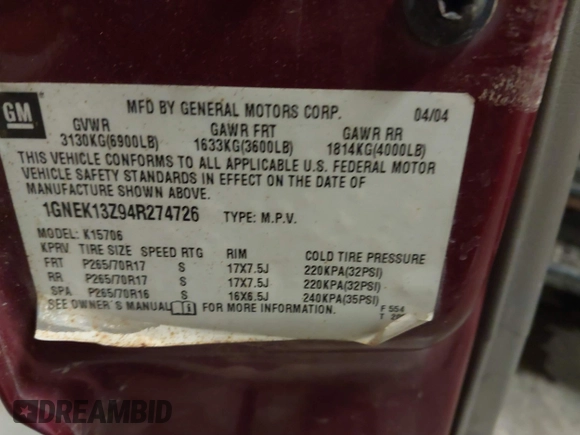 GM
MFD BY GENERAL MOTORS CORP. 04/04
GVWR GAWR FRT GAWR RR
3130KG(6900LB) 1633KG(3600LB) 1814KG(4000LB)
THIS VEHICLE CONFORMS TO ALL APPLICABLE U.S. FEDERAL MOTOR
VEHICLE SAFETY STANDARDS IN EFFECT ON THE DATE OF
MANUFACTURE SHOWN ABOVE.
1GNEK13Z94R274726 TYPE: M.P.V.
MODEL: K15706
KPRV TIRE SIZE SPEED RTG RIM COLD TIRE PRESSURE
FRT P265/70R17 S 17X7.5J 220KPA(32PSI)
RR P265/70R17 S 17X7.5J 220KPA(32PSI)
SPA P265/70R16 S 16X6.5J 240KPA(35PSI)
SEE OWNER'S MANUAL FOR MORE INFORMATION.
F 554
T
DREAMBID